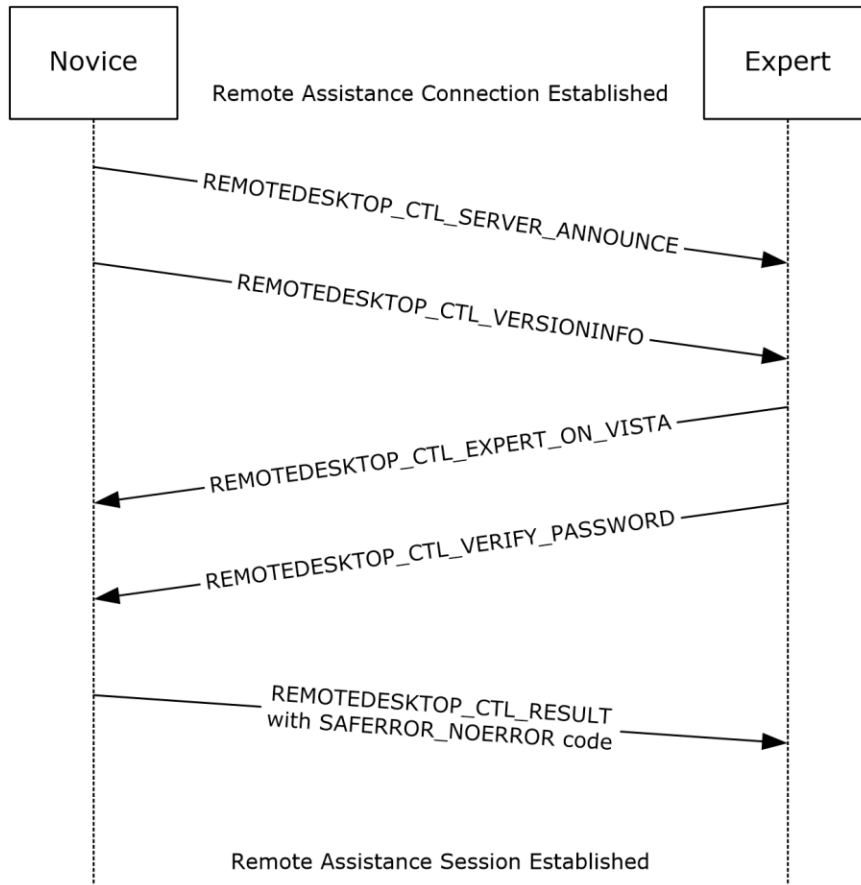 Novice
Expert
Remote Assistance Connection Established
REMOTEDESKTOP_CTL_SERVER_ANNOUNCE
REMOTEDESKTOP_CTL_VERSIONINFO
REMOTEDESKTOP_CTL_EXPERT_ON_VISTA
REMOTEDESKTOP_CTL_VERIFY_PASSWORD
REMOTEDESKTOP_CTL_RESULT
with SAFERROR_NOERROR code
Remote Assistance Session Established